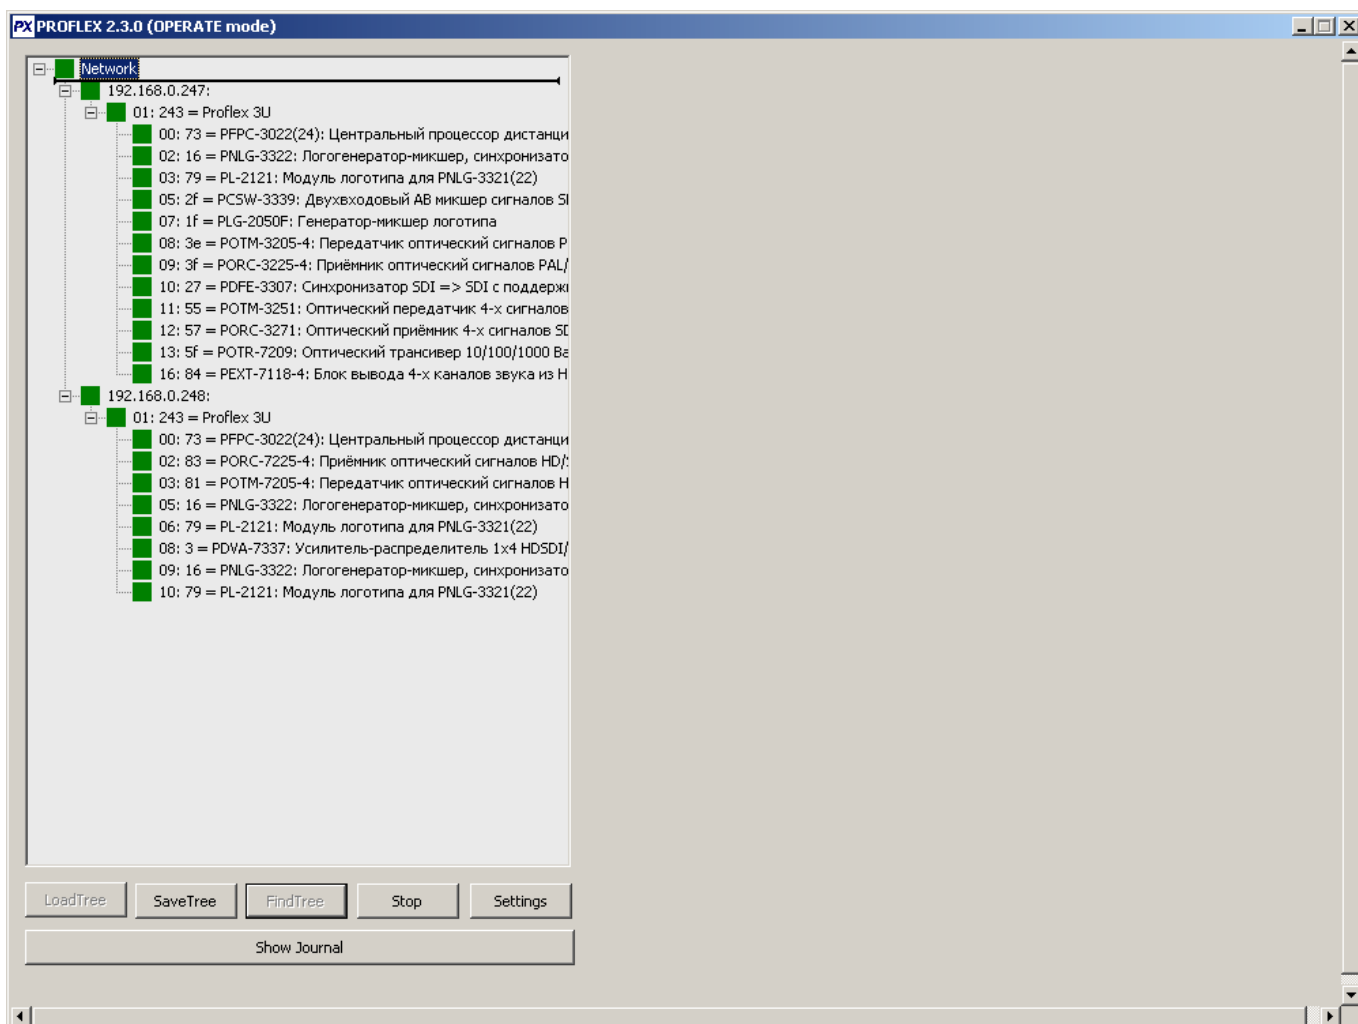 PX PROFLEX 2.3.0 (OPERATE mode)
Network
192.168.0.247:
01: 243 = Proflex 3U
00: 73 = PFPC-3022(24): Центральный процессор дистанци
02: 16 = PNLG-3322: Логогенератор-микшер, синхронизато
03: 79 = PL-2121: Модуль логотипа для PNLG-3321(22)
05: 2f = PCSW-3339: Двухвходовый АВ микшер сигналов SI
07: 1f = PLG-2050F: Генератор-микшер логотипа
08: 3e = POTM-3205-4: Передатчик оптический сигналов P
09: 3f = PORC-3225-4: Приёмник оптический сигналов PAL/
10: 27 = PDFE-3307: Синхронизатор SDI => SDI с поддерж
11: 55 = POTM-3251: Оптический передатчик 4-х сигналов
12: 57 = PORC-3271: Оптический приёмник 4-х сигналов SD
13: 5f = POTR-7209: Оптический трансивер 10/100/1000 Ba
16: 84 = PEXT-7118-4: Блок вывода 4-х каналов звука из H
192.168.0.248:
01: 243 = Proflex 3U
00: 73 = PFPC-3022(24): Центральный процессор дистанци
02: 83 = PORC-7225-4: Приёмник оптический сигналов HD/
03: 81 = POTM-7205-4: Передатчик оптический сигналов H
05: 16 = PNLG-3322: Логогенератор-микшер, синхронизато
06: 79 = PL-2121: Модуль логотипа для PNLG-3321(22)
08: 3 = PDVA-7337: Усилитель-распределитель 1x4 HDSDI/
09: 16 = PNLG-3322: Логогенератор-микшер, синхронизато
10: 79 = PL-2121: Модуль логотипа для PNLG-3321(22)
LoadTree SaveTree FindTree Stop Settings
Show Journal